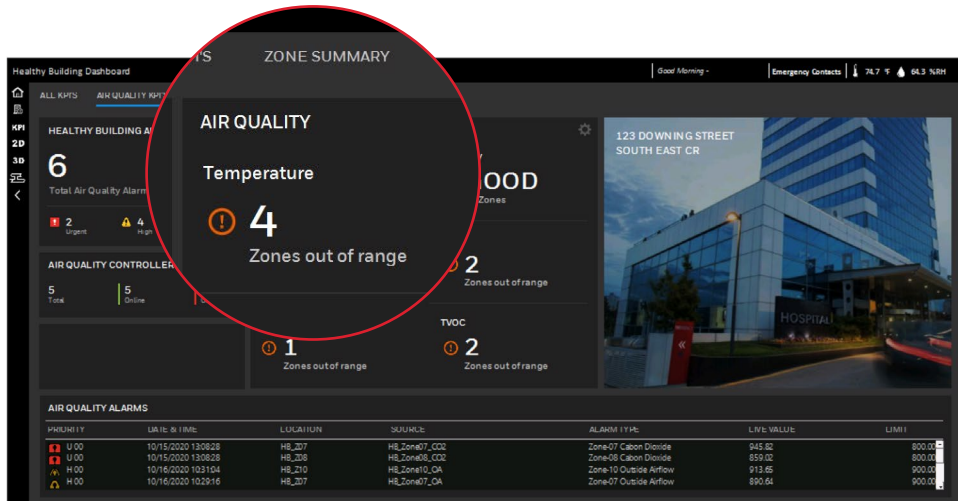 Healthy Building Dashboard
Good Morning -
Emergency Contacts
74.7 °F
64.3 %RH
ALL KPI'S
AIR QUALITY KPI'
'S
ZONE SUMMARY
KPI
2D
3D
HEALTHY BUILDING A
6
Total Air Quality Alarm
2
Urgent
4
High
AIR QUALITY
Temperature
4
Zones out of range
OOD
Zones
2
Zones out of range
AIR QUALITY CONTROLLER
5
Total
5
Online
1
Zones out of range
TVOC
2
Zones out of range
123 DOWNING STREET
SOUTH EAST CR
HOSPITAL
AIR QUALITY ALARMS
PRIORITY DATE & TIME LOCATION SOURCE ALARM TYPE LIVE VALUE LIMIT
U 00 10/15/2020 13:08:28 HB_Z07 HB_Zone07_CO2 Zone-07 Cabon Dioxide 945.82 800.00
U 00 10/15/2020 13:08:28 HB_Z08 HB_Zone08_CO2 Zone-08 Cabon Dioxide 859.02 800.00
H 00 10/16/2020 10:31:04 HB_Z10 HB_Zone10_OA Zone-10 Outside Airflow 913.65 900.00
H 00 10/16/2020 10:29:16 HB_Z07 HB_Zone07_OA Zone-07 Outside Airflow 890.64 900.00